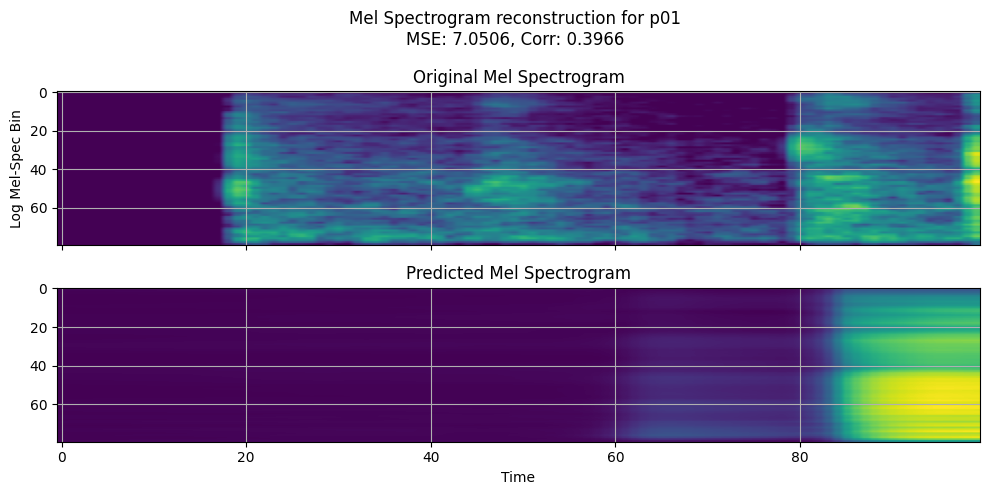 Mel Spectrogram reconstruction for p01
MSE: 7.0506, Corr: 0.3966
Original Mel Spectrogram
0
20
40
60
Log Mel-Spec Bin
Predicted Mel Spectrogram
0
20
40
60
0 20 40 60 80
Time